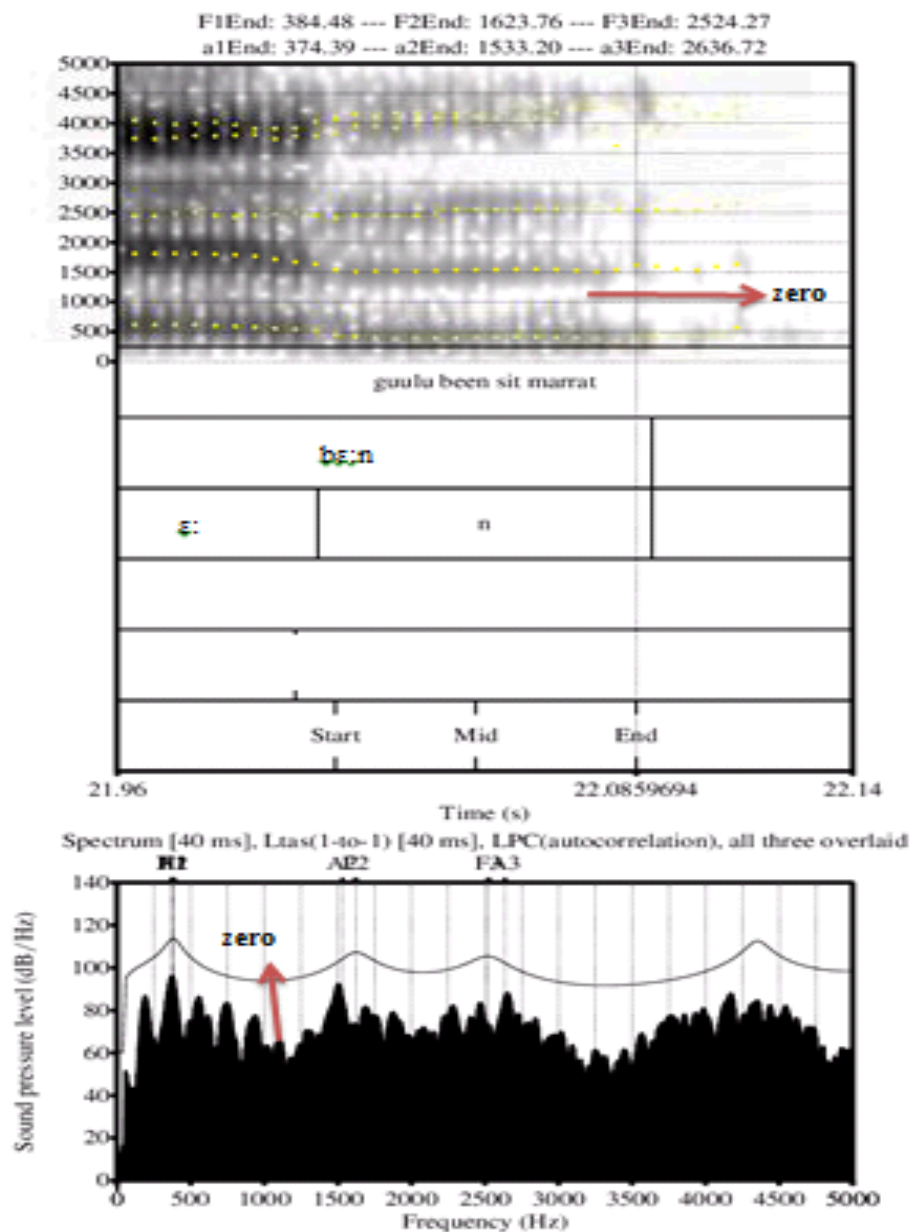 F1End: 384.48 --- F2End: 1623.76 --- F3End: 2524.27
a1End: 374.39 --- a2End: 1533.20 --- a3End: 2636.72
5000
4500
4000
3500
3000
2500
2000
1500
1000
500
0
zero
guulu been sit marrat
bɛ:n
ɛ:
n
Start Mid End
21.96 22.0859694 22.14
Time (s)
Spectrum [40 ms], Ltas(1-to-1) [40 ms], LPC(autocorrelation), all three overlaid
140
120
100
80
60
40
20
0
Sound pressure level (dB/Hz)
zero
0 500 1000 1500 2000 2500 3000 3500 4000 4500 5000
Frequency (Hz)